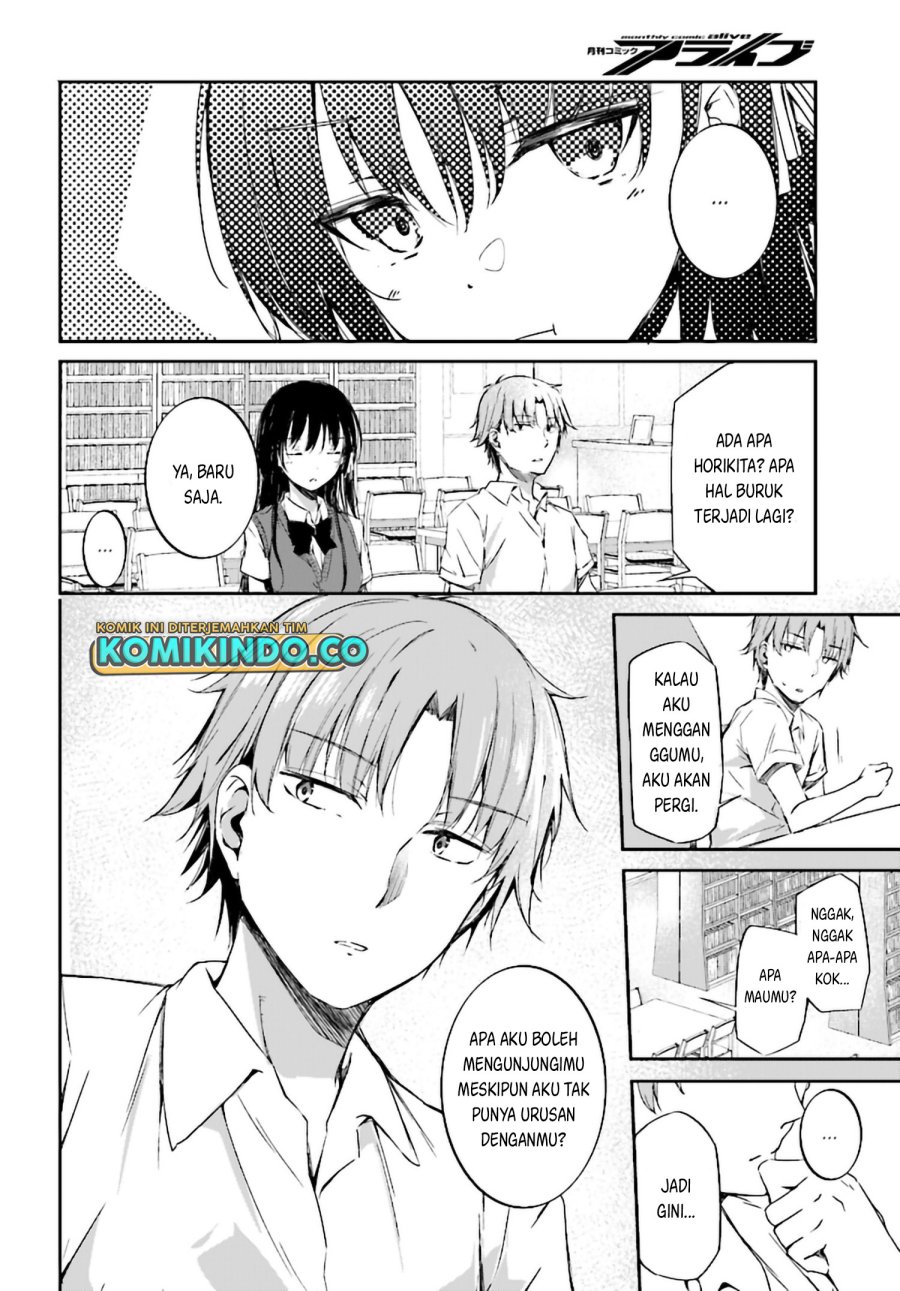 monthly comic alive
月刊コミック
アライブ
...
ADA APA
HORIKITA? APA
HAL BURUK
TERJADI LAGI?
YA, BARU
SAJA.
...
KALAU
AKU
MENGGAN
GGUMU,
AKU AKAN
PERGI.
NGGAK,
NGGAK
APA-APA
KOK...
APA
MAUMU?
...
JADI
GINI...
KOMIK INI DITERJEMAHKAN TIM
KOMIKINDO.CO
APA AKU BOLEH
MENGUNJUNGIMU
MESKIPUN AKU TAK
PUNYA URUSAN
DENGANMU?